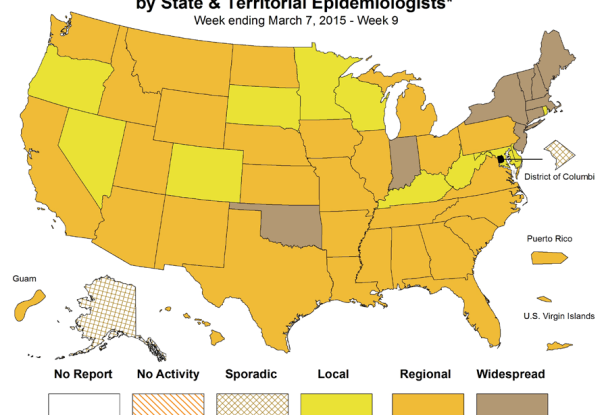 by State & Territorial Epidemiologists*
Week ending March 7, 2015 - Week 9
District of Columbi
Puerto Rico
Guam
U.S. Virgin Islands
No Report
No Activity
Sporadic
Local
Regional
Widespread